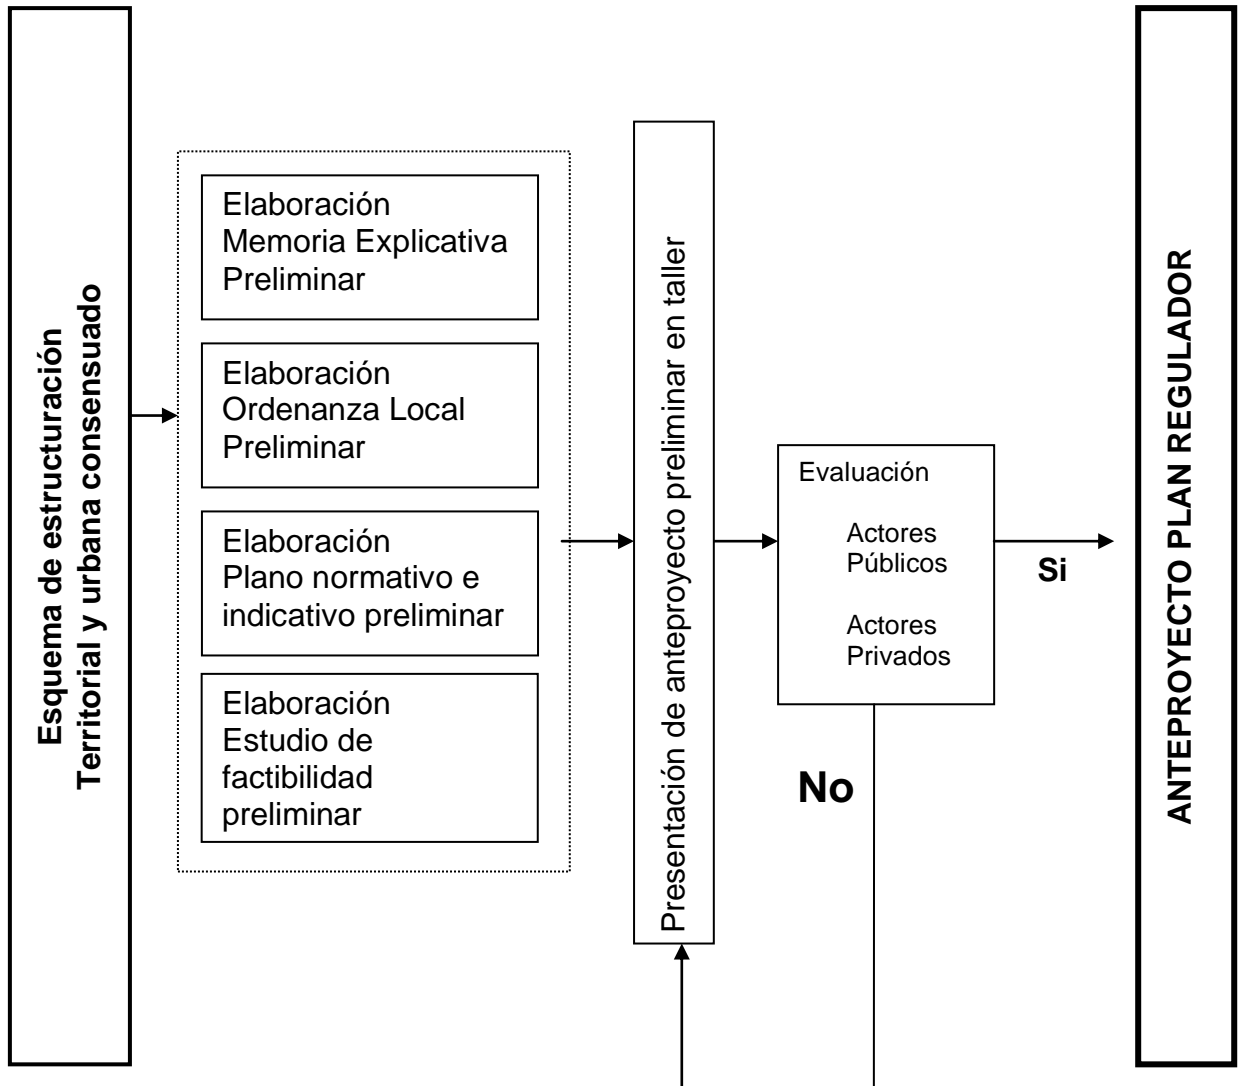 Esquema de estructuración
Territorial y urbana consensuado
Elaboración
Memoria Explicativa
Preliminar
Elaboración
Ordenanza Local
Preliminar
Elaboración
Plano normativo e
indicativo preliminar
Elaboración
Estudio de
factibilidad
preliminar
Presentación de anteproyecto preliminar en taller
Evaluación
Actores
Públicos
Actores
Privados
Si
No
ANTEPROYECTO PLAN REGULADOR